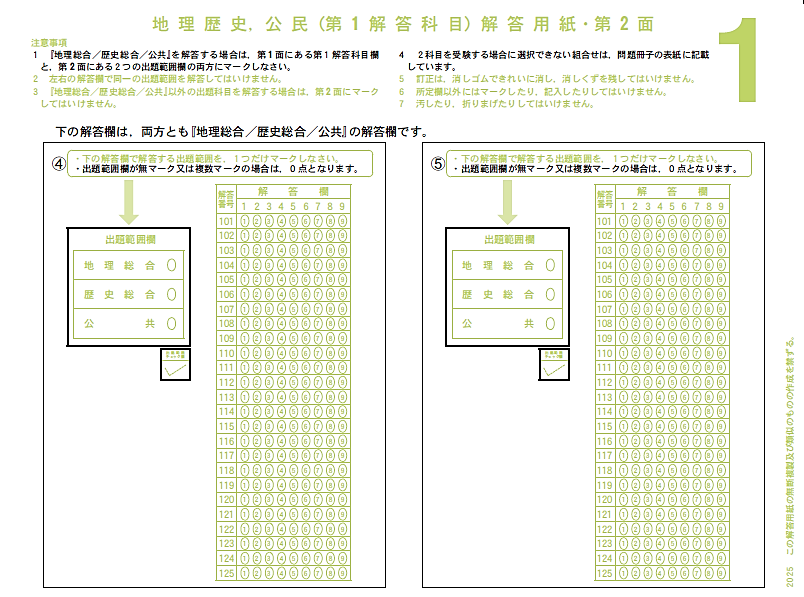 地理歴史，公民（第1解答科目）解答用紙・第2面
1
注意事項
1 『地理総合／歴史総合／公共』を解答する場合は，第1面にある第1解答科目欄
と，第2面にある2つの出題範囲欄の両方にマークしなさい。
2 左右の解答欄で同一の出題範囲を解答してはいけません。
3 『地理総合／歴史総合／公共』以外の出題科目を解答する場合は，第2面にマーク
してはいけません。
4 2科目を受験する場合に選択できない組合せは，問題冊子の表紙に記載
しています。
5 訂正は，消しゴムできれいに消し，消しくずを残してはいけません。
6 所定欄以外にはマークしたり，記入したりしてはいけません。
7 汚したり，折りまげたりしてはいけません。
下の解答欄は，両方とも『地理総合／歴史総合／公共』の解答欄です。
④
・下の解答欄で解答する出題範囲を，1つだけマークしなさい。
・出題範囲欄が無マーク又は複数マークの場合は，0点となります。
出題範囲欄
地理総合
歴史総合
公共
解答番号 解答欄
1 2 3 4 5 6 7 8 9
101 ① ② ③ ④ ⑤ ⑥ ⑦ ⑧ ⑨
102 ① ② ③ ④ ⑤ ⑥ ⑦ ⑧ ⑨
103 ① ② ③ ④ ⑤ ⑥ ⑦ ⑧ ⑨
104 ① ② ③ ④ ⑤ ⑥ ⑦ ⑧ ⑨
105 ① ② ③ ④ ⑤ ⑥ ⑦ ⑧ ⑨
106 ① ② ③ ④ ⑤ ⑥ ⑦ ⑧ ⑨
107 ① ② ③ ④ ⑤ ⑥ ⑦ ⑧ ⑨
108 ① ② ③ ④ ⑤ ⑥ ⑦ ⑧ ⑨
109 ① ② ③ ④ ⑤ ⑥ ⑦ ⑧ ⑨
110 ① ② ③ ④ ⑤ ⑥ ⑦ ⑧ ⑨
111 ① ② ③ ④ ⑤ ⑥ ⑦ ⑧ ⑨
112 ① ② ③ ④ ⑤ ⑥ ⑦ ⑧ ⑨
113 ① ② ③ ④ ⑤ ⑥ ⑦ ⑧ ⑨
114 ① ② ③ ④ ⑤ ⑥ ⑦ ⑧ ⑨
115 ① ② ③ ④ ⑤ ⑥ ⑦ ⑧ ⑨
116 ① ② ③ ④ ⑤ ⑥ ⑦ ⑧ ⑨
117 ① ② ③ ④ ⑤ ⑥ ⑦ ⑧ ⑨
118 ① ② ③ ④ ⑤ ⑥ ⑦ ⑧ ⑨
119 ① ② ③ ④ ⑤ ⑥ ⑦ ⑧ ⑨
120 ① ② ③ ④ ⑤ ⑥ ⑦ ⑧ ⑨
121 ① ② ③ ④ ⑤ ⑥ ⑦ ⑧ ⑨
122 ① ② ③ ④ ⑤ ⑥ ⑦ ⑧ ⑨
123 ① ② ③ ④ ⑤ ⑥ ⑦ ⑧ ⑨
124 ① ② ③ ④ ⑤ ⑥ ⑦ ⑧ ⑨
125 ① ② ③ ④ ⑤ ⑥ ⑦ ⑧ ⑨
⑤
・下の解答欄で解答する出題範囲を，1つだけマークしなさい。
・出題範囲欄が無マーク又は複数マークの場合は，0点となります。
出題範囲欄
地理総合
歴史総合
公共
解答番号 解答欄
1 2 3 4 5 6 7 8 9
101 ① ② ③ ④ ⑤ ⑥ ⑦ ⑧ ⑨
102 ① ② ③ ④ ⑤ ⑥ ⑦ ⑧ ⑨
103 ① ② ③ ④ ⑤ ⑥ ⑦ ⑧ ⑨
104 ① ② ③ ④ ⑤ ⑥ ⑦ ⑧ ⑨
105 ① ② ③ ④ ⑤ ⑥ ⑦ ⑧ ⑨
106 ① ② ③ ④ ⑤ ⑥ ⑦ ⑧ ⑨
107 ① ② ③ ④ ⑤ ⑥ ⑦ ⑧ ⑨
108 ① ② ③ ④ ⑤ ⑥ ⑦ ⑧ ⑨
109 ① ② ③ ④ ⑤ ⑥ ⑦ ⑧ ⑨
110 ① ② ③ ④ ⑤ ⑥ ⑦ ⑧ ⑨
111 ① ② ③ ④ ⑤ ⑥ ⑦ ⑧ ⑨
112 ① ② ③ ④ ⑤ ⑥ ⑦ ⑧ ⑨
113 ① ② ③ ④ ⑤ ⑥ ⑦ ⑧ ⑨
114 ① ② ③ ④ ⑤ ⑥ ⑦ ⑧ ⑨
115 ① ② ③ ④ ⑤ ⑥ ⑦ ⑧ ⑨
116 ① ② ③ ④ ⑤ ⑥ ⑦ ⑧ ⑨
117 ① ② ③ ④ ⑤ ⑥ ⑦ ⑧ ⑨
118 ① ② ③ ④ ⑤ ⑥ ⑦ ⑧ ⑨
119 ① ② ③ ④ ⑤ ⑥ ⑦ ⑧ ⑨
120 ① ② ③ ④ ⑤ ⑥ ⑦ ⑧ ⑨
121 ① ② ③ ④ ⑤ ⑥ ⑦ ⑧ ⑨
122 ① ② ③ ④ ⑤ ⑥ ⑦ ⑧ ⑨
123 ① ② ③ ④ ⑤ ⑥ ⑦ ⑧ ⑨
124 ① ② ③ ④ ⑤ ⑥ ⑦ ⑧ ⑨
125 ① ② ③ ④ ⑤ ⑥ ⑦ ⑧ ⑨
2025 この解答用紙の無断複製及び類似のものの作成を禁ずる。